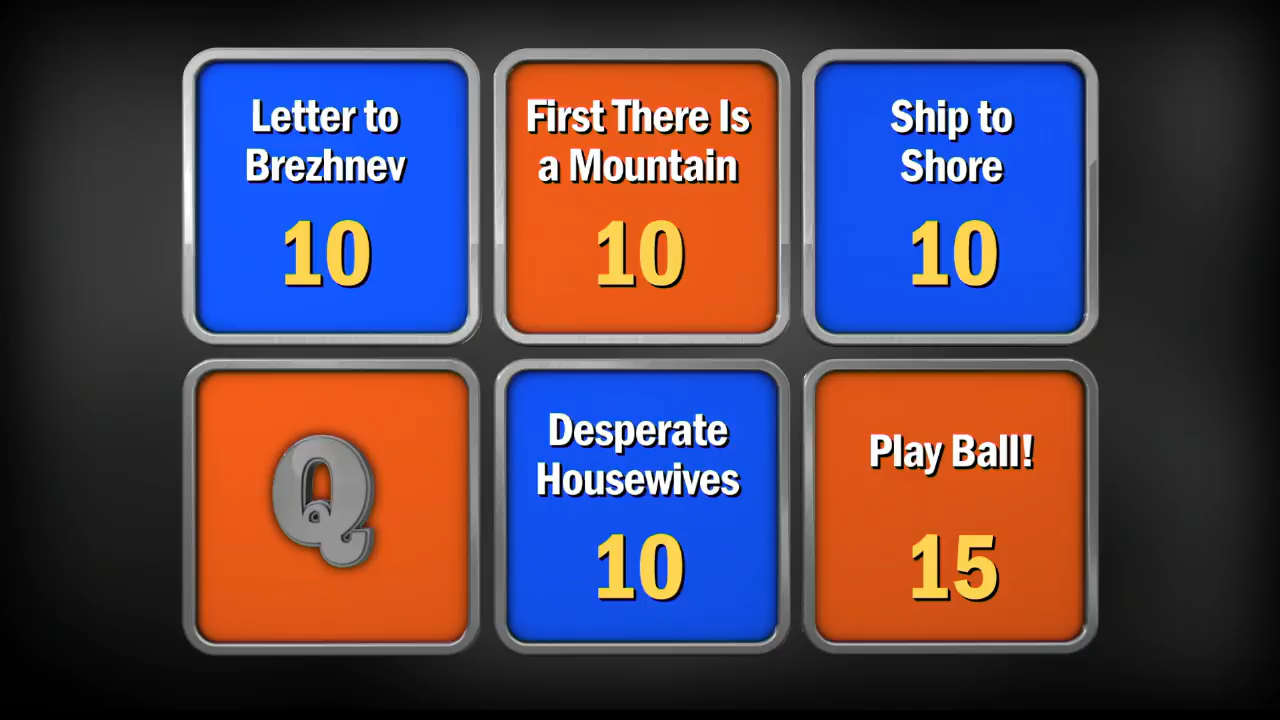 Letter to
Brezhnev
10
First There Is
a Mountain
10
Ship to
Shore
10
Q
Desperate
Housewives
10
Play Ball!
15